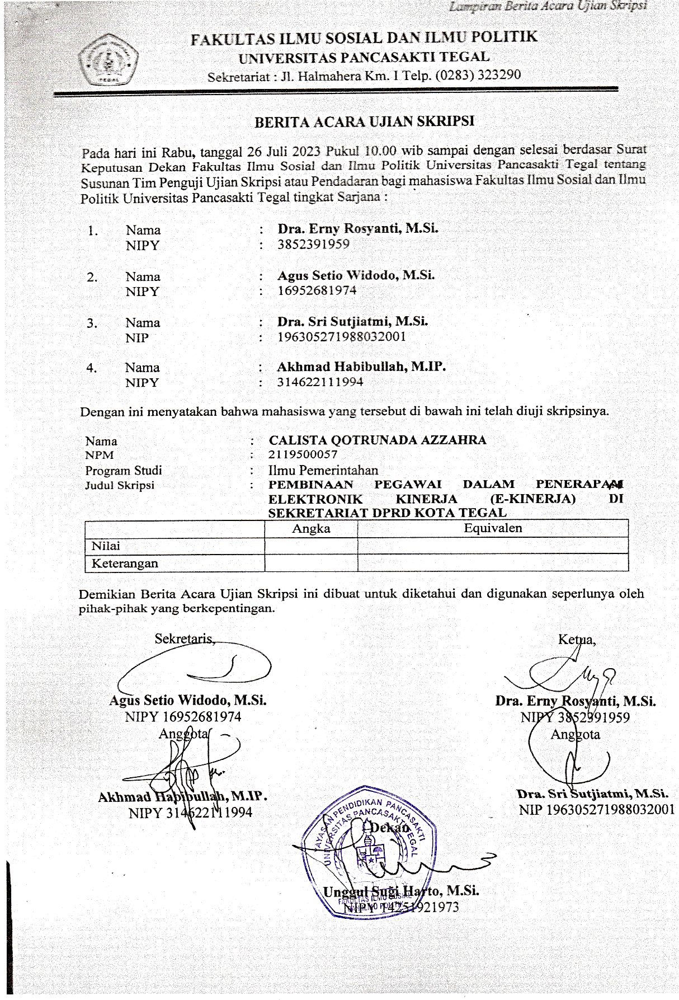 Lampiran Berita Acara Ujian Skripsi
FAKULTAS ILMU SOSIAL DAN ILMU POLITIK
UNIVERSITAS PANCASAKTI TEGAL
Sekretariat : Jl. Halmahera Km. I Telp. (0283) 323290
TEGAL
BERITA ACARA UJIAN SKRIPSI
Pada hari ini Rabu, tanggal 26 Juli 2023 Pukul 10.00 wib sampai dengan selesai berdasar Surat
Keputusan Dekan Fakultas Ilmu Sosial dan Ilmu Politik Universitas Pancasakti Tegal tentang
Susunan Tim Penguji Ujian Skripsi atau Pendadaran bagi mahasiswa Fakultas Ilmu Sosial dan Ilmu
Politik Universitas Pancasakti Tegal tingkat Sarjana :
1. Nama : Dra. Erny Rosyanti, M.Si.
NIPY : 3852391959
2. Nama : Agus Setio Widodo, M.Si.
NIPY : 16952681974
3. Nama : Dra. Sri Sutjiatmi, M.Si.
NIP : 196305271988032001
4. Nama : Akhmad Habibullah, M.IP.
NIPY : 314622111994
Dengan ini menyatakan bahwa mahasiswa yang tersebut di bawah ini telah diuji skripsinya.
Nama : CALISTA QOTRUNADA AZZAHRA
NPM : 2119500057
Program Studi : Ilmu Pemerintahan
Judul Skripsi : PEMBINAAN PEGAWAI DALAM PENERAPAN
ELEKTRONIK KINERJA (E-KINERJA) DI
SEKRETARIAT DPRD KOTA TEGAL
Angka Equivalen
Nilai
Keterangan
Demikian Berita Acara Ujian Skripsi ini dibuat untuk diketahui dan digunakan seperlunya oleh
pihak-pihak yang berkepentingan.
Sekretaris, Ketua,
Agus Setio Widodo, M.Si. Dra. Erny Rosyanti, M.Si.
NIPY 16952681974 NIPY 3852391959
Anggota Anggota
Akhmad Habibullah, M.IP. Dra. Sri Sutjiatmi, M.Si.
NIPY 314622111994 NIP 196305271988032001
YAYASAN PENDIDIKAN PANCASAKTI
UNIVERSITAS PANCASAKTI TEGAL
Dekan
Unggul Sugi Harto, M.Si.
FAKULTAS ILMU SOSIAL
DAN ILMU POLITIK
NIPY 14251921973